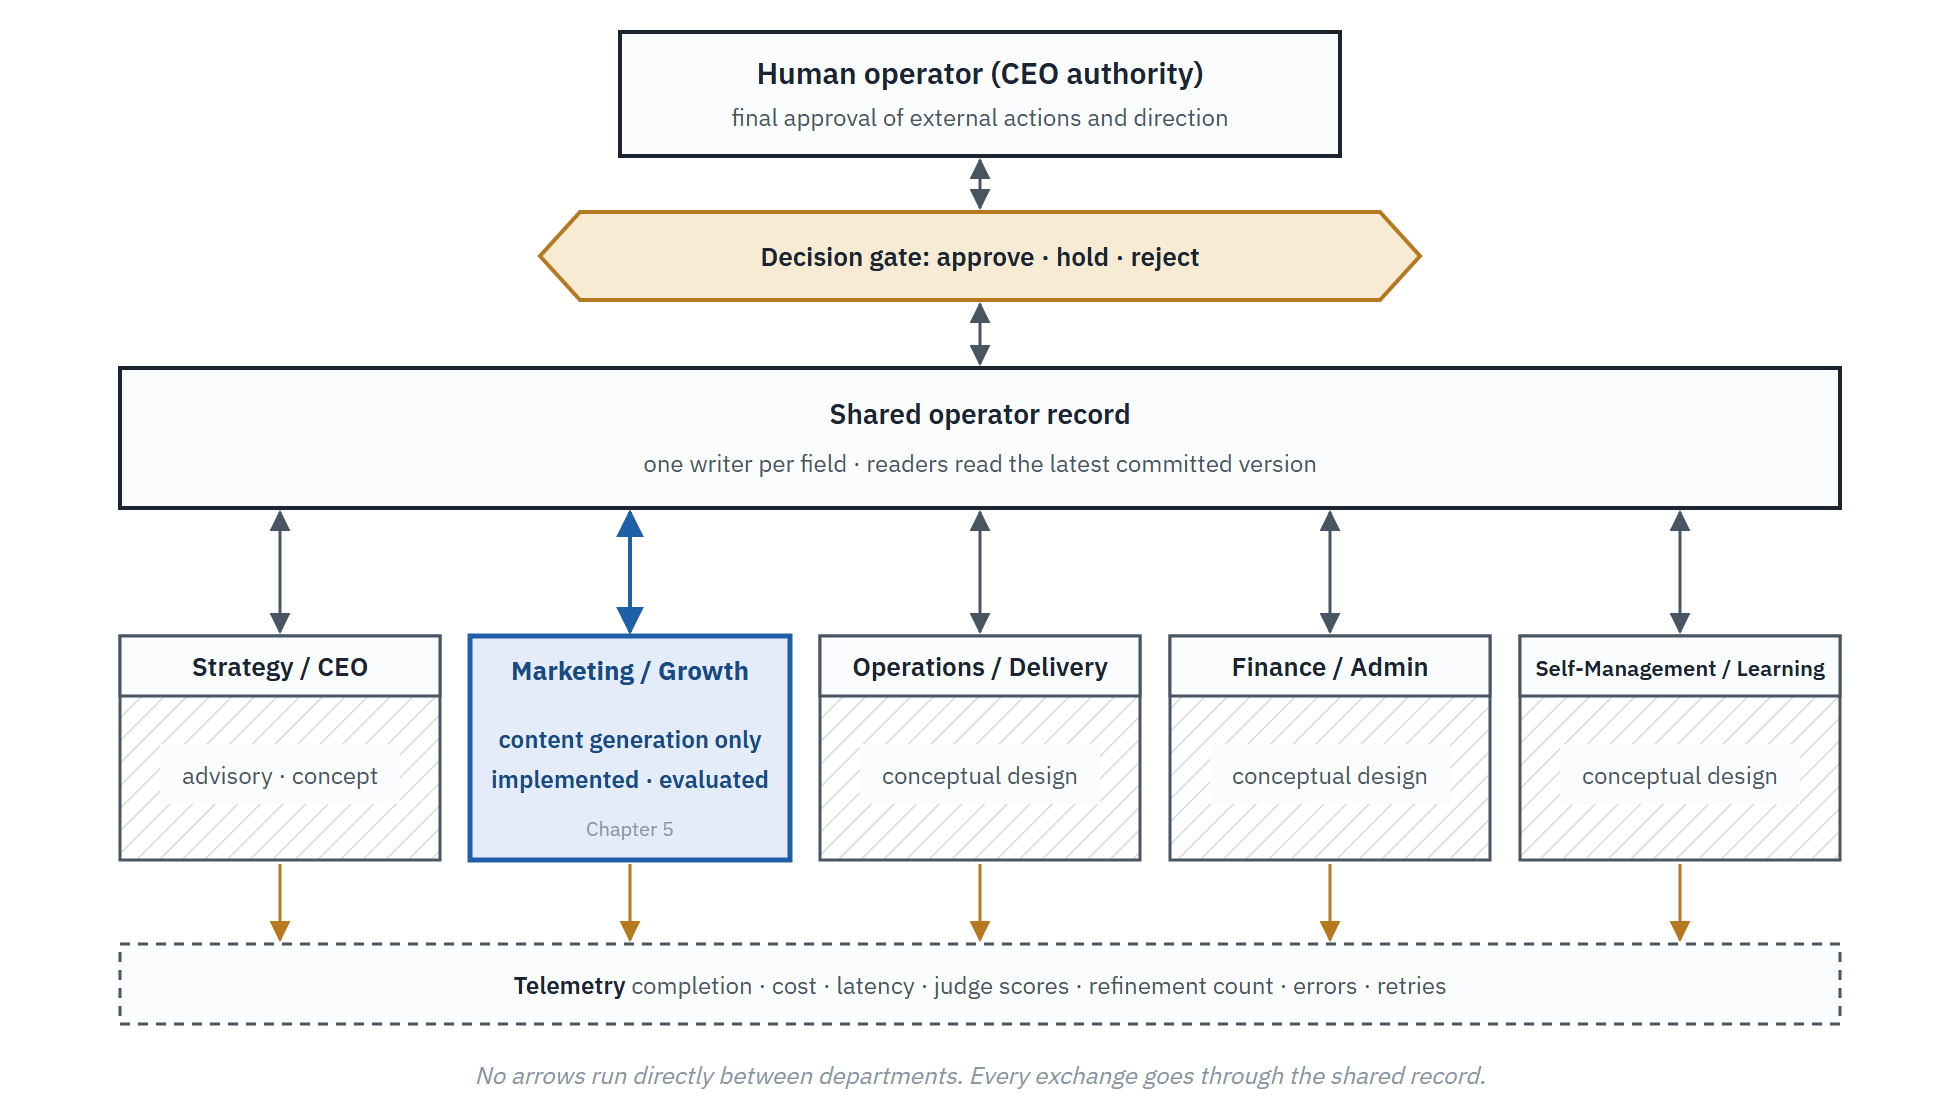 Human operator (CEO authority)
final approval of external actions and direction
Decision gate: approve · hold · reject
Shared operator record
one writer per field · readers read the latest committed version
Strategy / CEO
advisory · concept
Marketing / Growth
content generation only
implemented · evaluated
Chapter 5
Operations / Delivery
conceptual design
Finance / Admin
conceptual design
Self-Management / Learning
conceptual design
Telemetry completion · cost · latency · judge scores · refinement count · errors · retries
No arrows run directly between departments. Every exchange goes through the shared record.